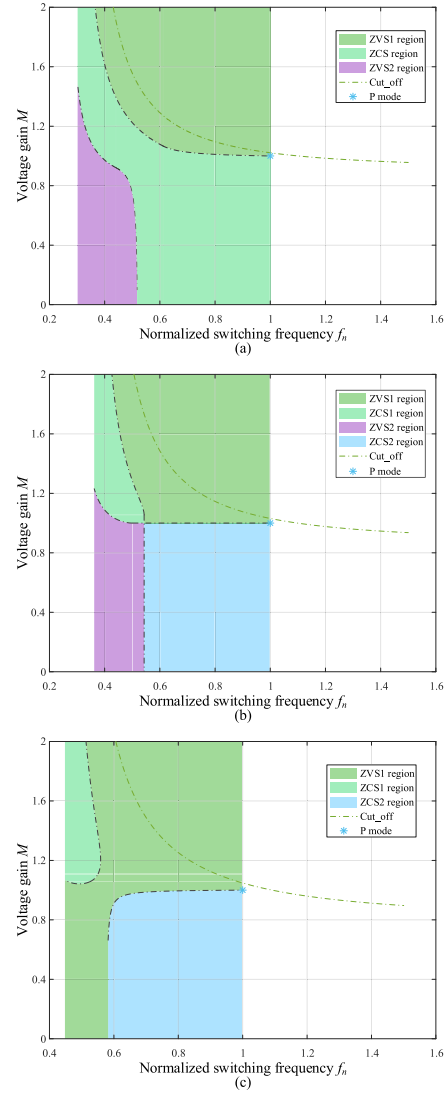 2
1.6
1.2
0.8
0.4
0
Voltage gain M
ZVS1 region
ZCS region
ZVS2 region
Cut_off
P mode
0.2 0.4 0.6 0.8 1 1.2 1.4 1.6
Normalized switching frequency fn
(a)
2
1.6
1.2
0.8
0.4
0
Voltage gain M
ZVS1 region
ZCS1 region
ZVS2 region
ZCS2 region
Cut_off
P mode
0.2 0.4 0.6 0.8 1 1.2 1.4 1.6
Normalized switching frequency fn
(b)
2
1.6
1.2
0.8
0.4
0
Voltage gain M
ZVS1 region
ZCS1 region
ZCS2 region
Cut_off
P mode
0.4 0.6 0.8 1 1.2 1.4 1.6
Normalized switching frequency fn
(c)